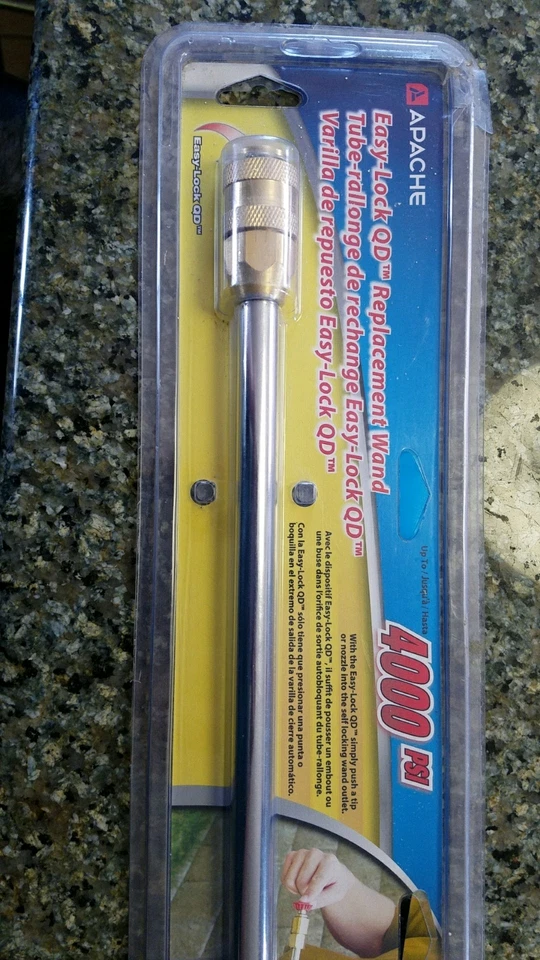 APACHE
Easy-Lock QD™ Replacement Wand
Tube-rallonge de rechange Easy-Lock QD™
Varilla de repuesto Easy-Lock QD™
Easy-Lock QD™
Up To / Jusqu'à / Hasta
4000 PSI
With the Easy-Lock QD™ simply push a tip
or nozzle into the self locking wand outlet.
Avec le dispositif Easy-Lock QD™, il suffit de pousser un embout ou
une buse dans l'orifice de sortie autobloquant du tube-rallonge.
Con la Easy-Lock QD™ sólo tiene que presionar una punta o
boquilla en el extremo de salida de la varilla de cierre automático.